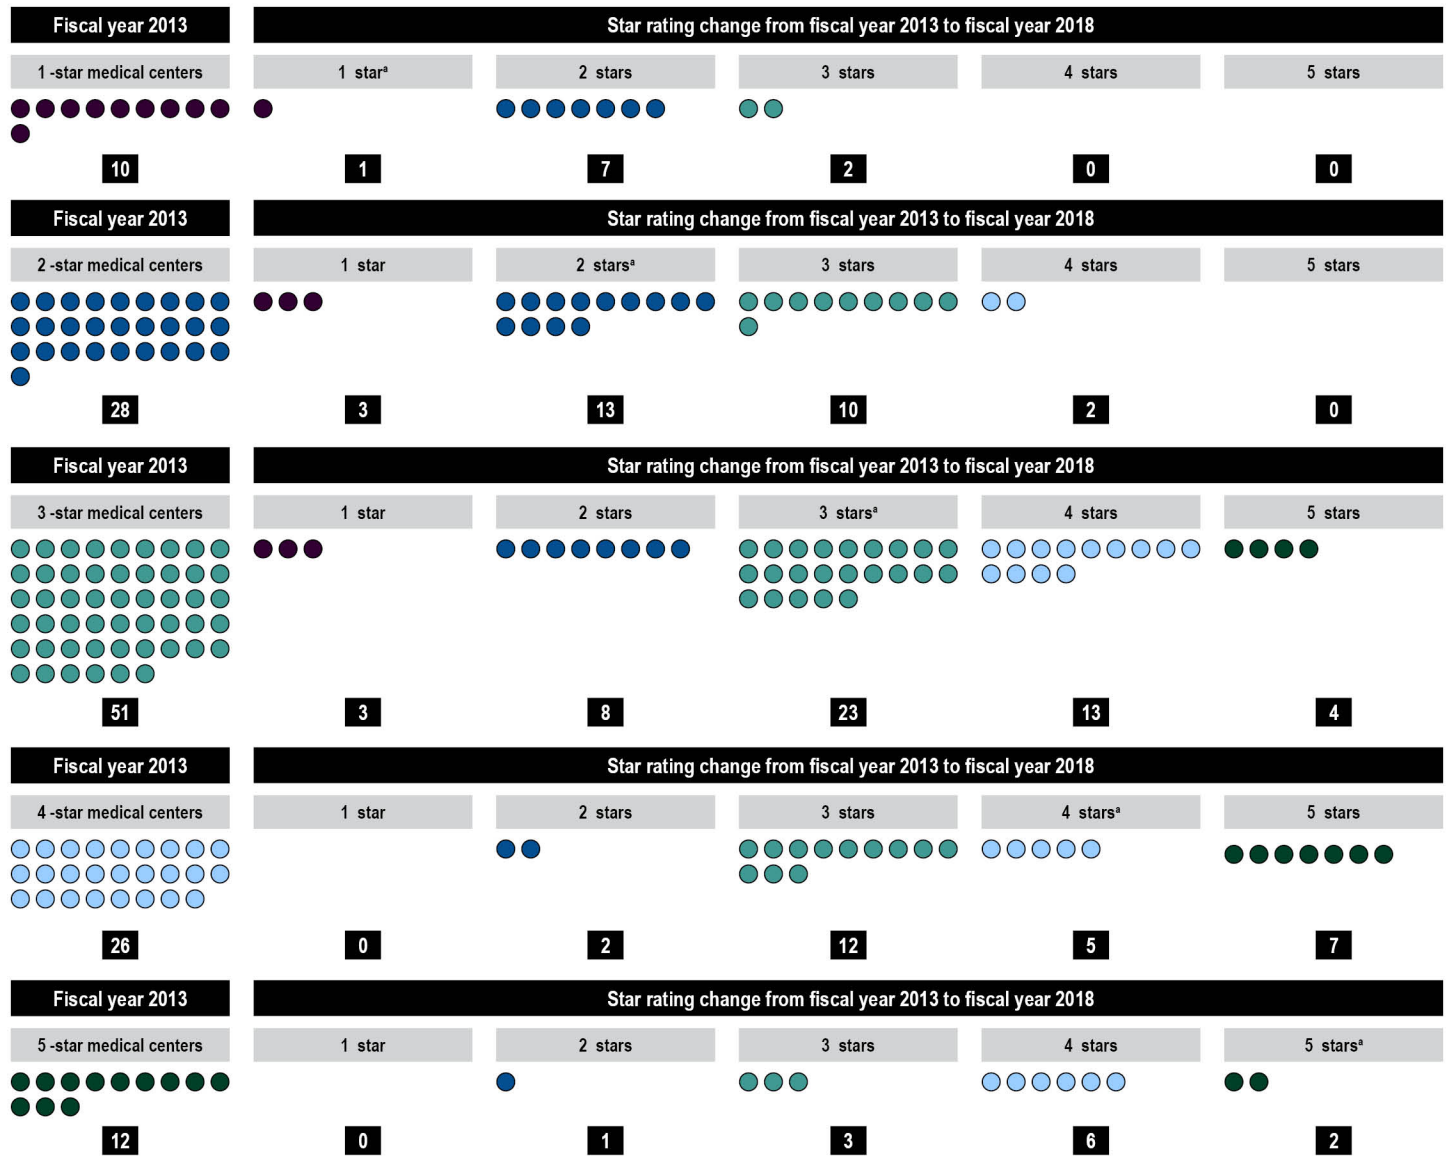 Fiscal year 2013 Star rating change from fiscal year 2013 to fiscal year 2018
1 -star medical centers 1 starª 2 stars 3 stars 4 stars 5 stars
10 1 7 2 0 0
Fiscal year 2013 Star rating change from fiscal year 2013 to fiscal year 2018
2 -star medical centers 1 star 2 starsª 3 stars 4 stars 5 stars
28 3 13 10 2 0
Fiscal year 2013 Star rating change from fiscal year 2013 to fiscal year 2018
3 -star medical centers 1 star 2 stars 3 starsª 4 stars 5 stars
51 3 8 23 13 4
Fiscal year 2013 Star rating change from fiscal year 2013 to fiscal year 2018
4 -star medical centers 1 star 2 stars 3 stars 4 starsª 5 stars
26 0 2 12 5 7
Fiscal year 2013 Star rating change from fiscal year 2013 to fiscal year 2018
5 -star medical centers 1 star 2 stars 3 stars 4 stars 5 starsª
12 0 1 3 6 2